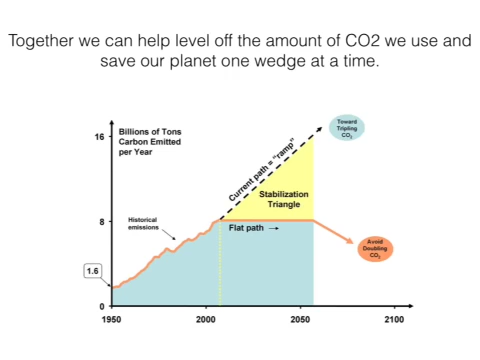 Together we can help level off the amount of CO2 we use and
save our planet one wedge at a time.
Billions of Tons
Carbon Emitted
per Year
Toward
Tripling
CO2
16
Current path = "ramp"
Stabilization
Triangle
Historical
emissions
8
Flat path
Avoid
Doubling
CO2
1.6
0
1950
2000
2050
2100